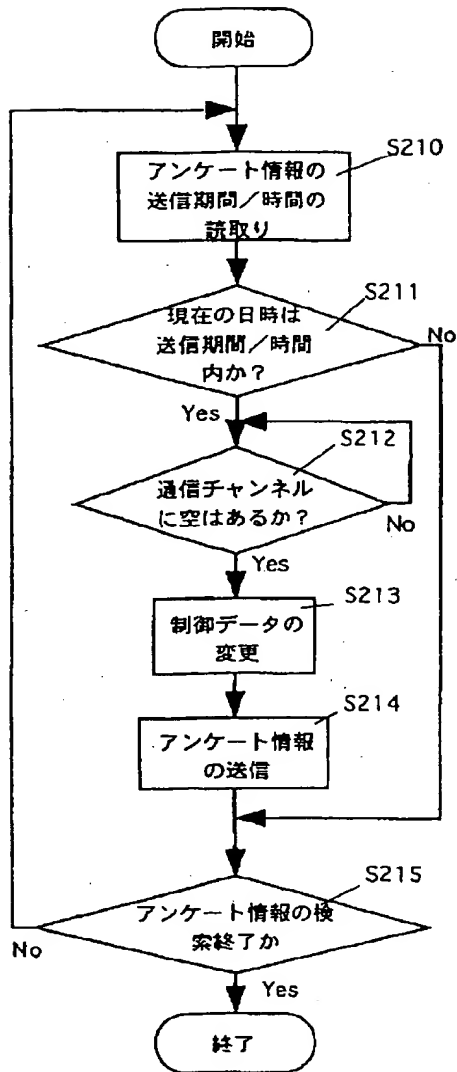 開始
S210
アンケート情報の
送信期間／時間の
読取り
S211
現在の日時は
送信期間／時間
内か？
No
Yes
S212
通信チャンネル
に空はあるか？
No
Yes
S213
制御データの
変更
S214
アンケート情報
の送信
S215
アンケート情報の検
索終了か
No
Yes
終了